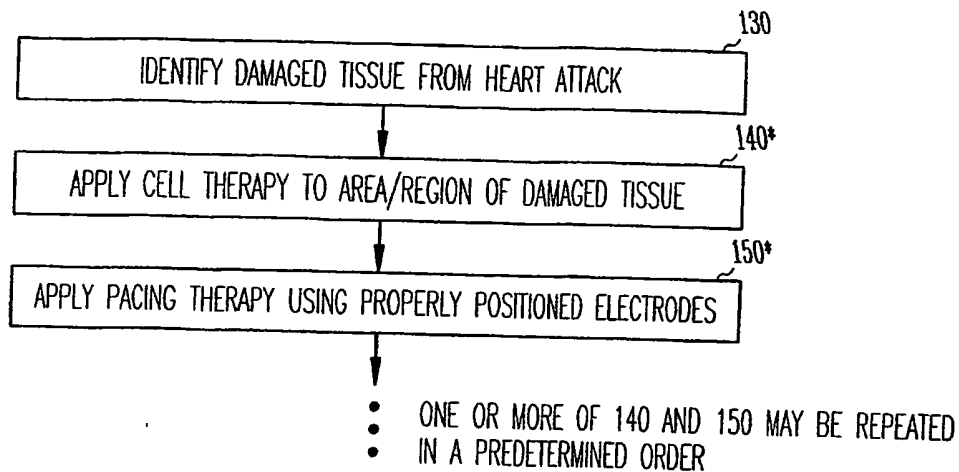 130
IDENTIFY DAMAGED TISSUE FROM HEART ATTACK
140*
APPLY CELL THERAPY TO AREA/REGION OF DAMAGED TISSUE
150*
APPLY PACING THERAPY USING PROPERLY POSITIONED ELECTRODES
ONE OR MORE OF 140 AND 150 MAY BE REPEATED
IN A PREDETERMINED ORDER